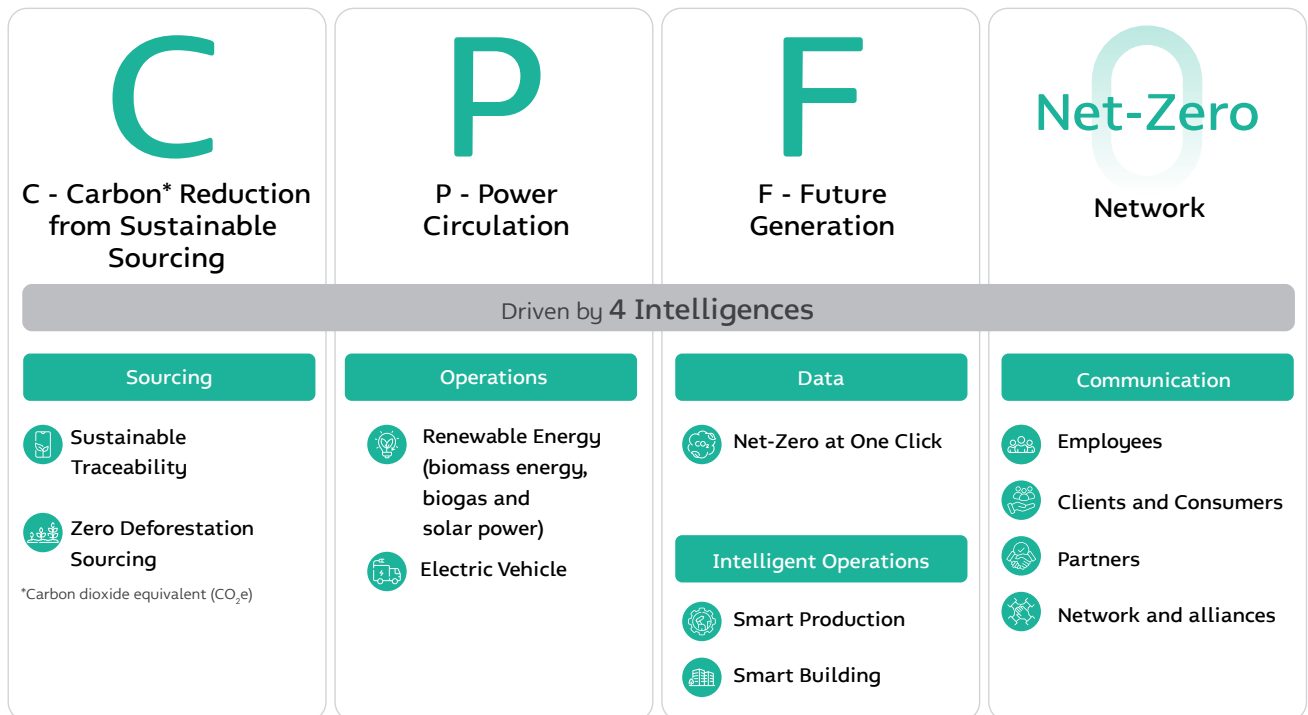 C
C - Carbon* Reduction
from Sustainable
Sourcing
P
P - Power
Circulation
F
F - Future
Generation
0
Net-Zero
Network
Driven by 4 Intelligences
Sourcing
Sustainable
Traceability
Zero Deforestation
Sourcing
*Carbon dioxide equivalent (CO₂e)
Operations
Renewable Energy
(biomass energy,
biogas and
solar power)
Electric Vehicle
Data
CO₂
Net-Zero at One Click
Intelligent Operations
Smart Production
Smart Building
Communication
Employees
Clients and Consumers
Partners
Network and alliances